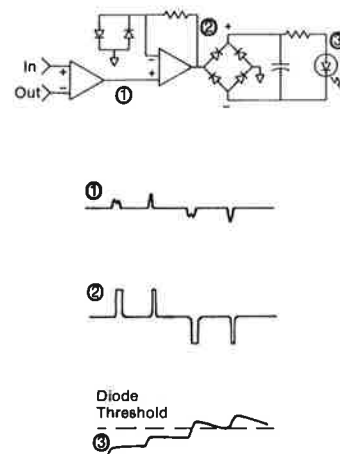 ② ③
In + - + -
Out - + -
①
①
②
Diode
Threshold
③